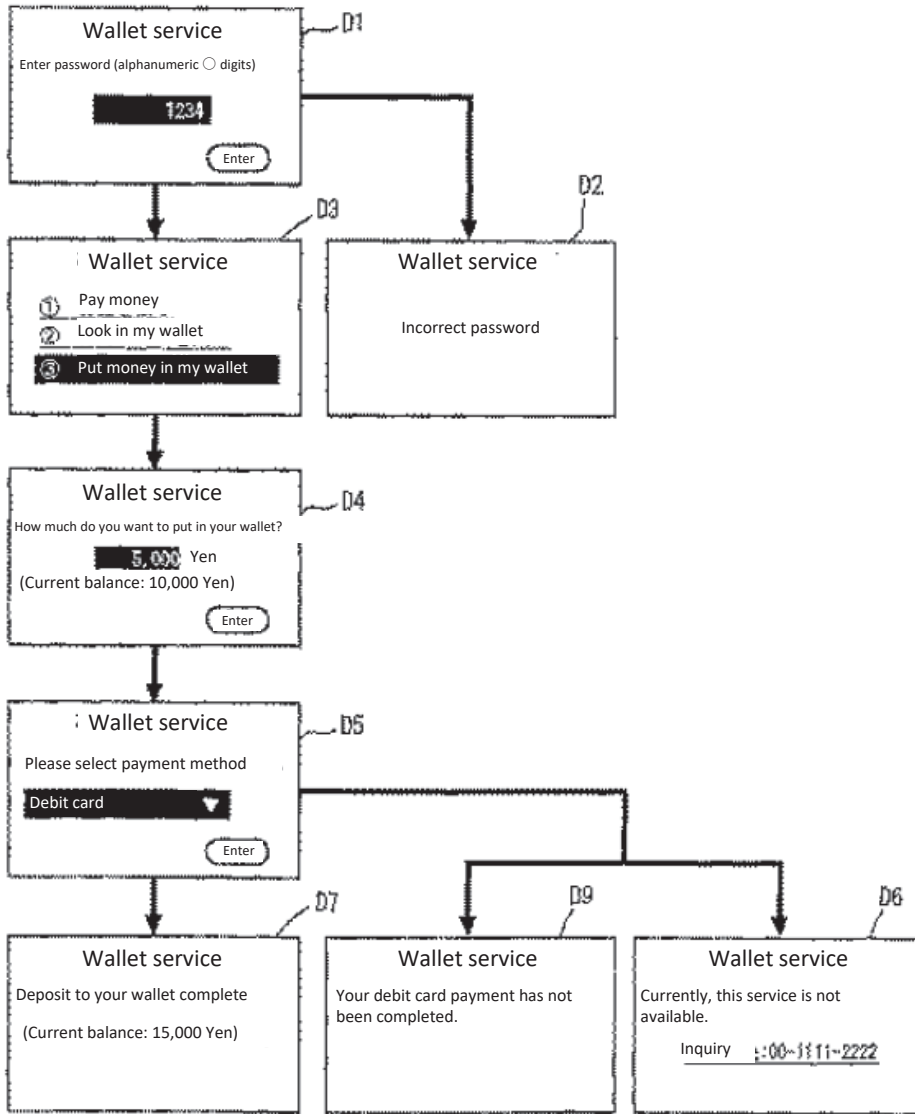 D1
Wallet service
Enter password (alphanumeric ○ digits)
1234
Enter
D3
Wallet service
① Pay money
② Look in my wallet
③ Put money in my wallet
D2
Wallet service
Incorrect password
D4
Wallet service
How much do you want to put in your wallet?
5,000 Yen
(Current balance: 10,000 Yen)
Enter
D5
Wallet service
Please select payment method
Debit card ▼
Enter
D7
Wallet service
Deposit to your wallet complete
(Current balance: 15,000 Yen)
D9
Wallet service
Your debit card payment has not
been completed.
D6
Wallet service
Currently, this service is not
available.
Inquiry